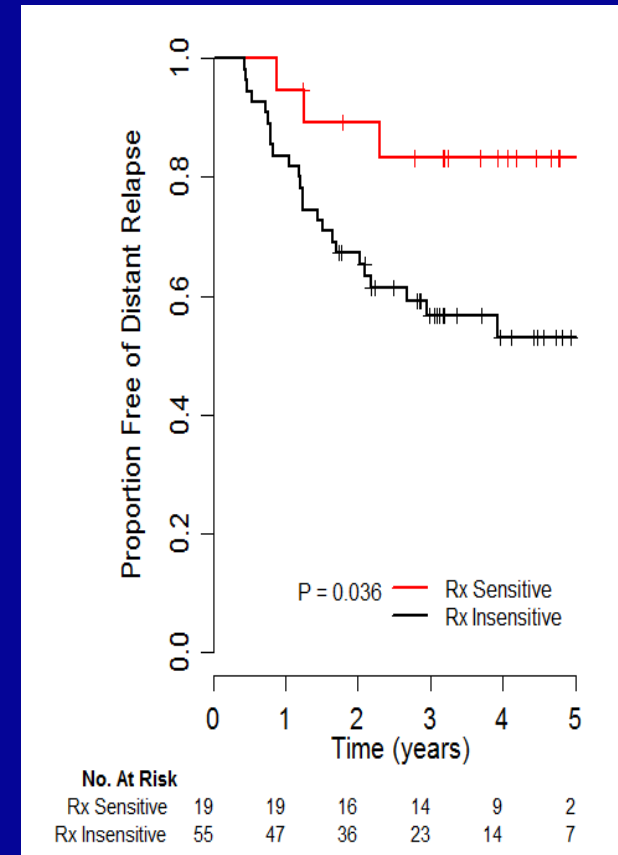 Proportion Free of Distant Relapse
1.0
0.8
0.6
0.4
0.2
0.0
P = 0.036
Rx Sensitive
Rx Insensitive
0 1 2 3 4 5
Time (years)
No. At Risk
Rx Sensitive 19 19 16 14 9 2
Rx Insensitive 55 47 36 23 14 7